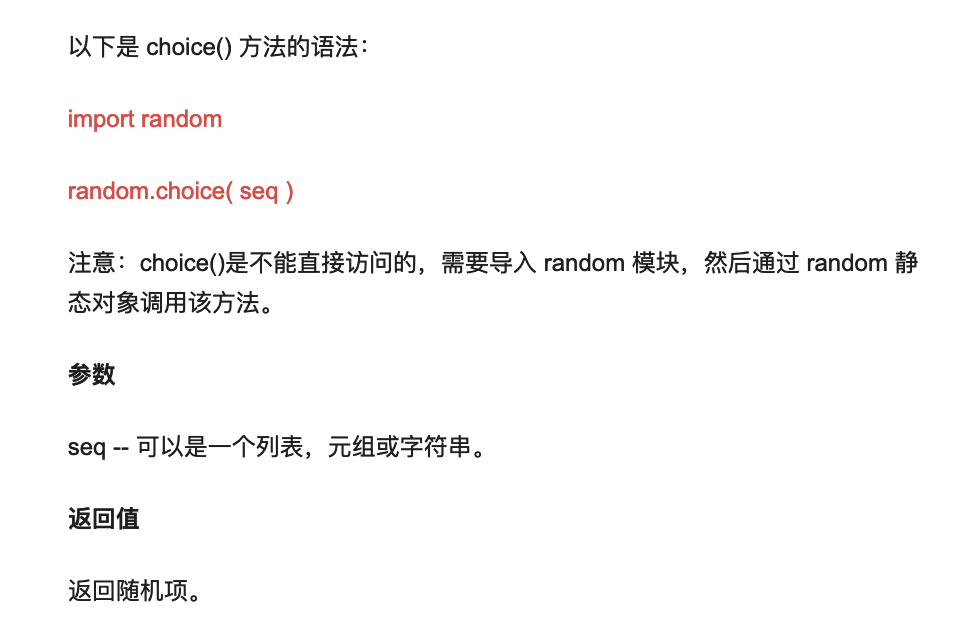 以下是 choice() 方法的语法：
import random
random.choice( seq )
注意：choice()是不能直接访问的，需要导入 random 模块，然后通过 random 静
态对象调用该方法。
参数
seq -- 可以是一个列表，元组或字符串。
返回值
返回随机项。